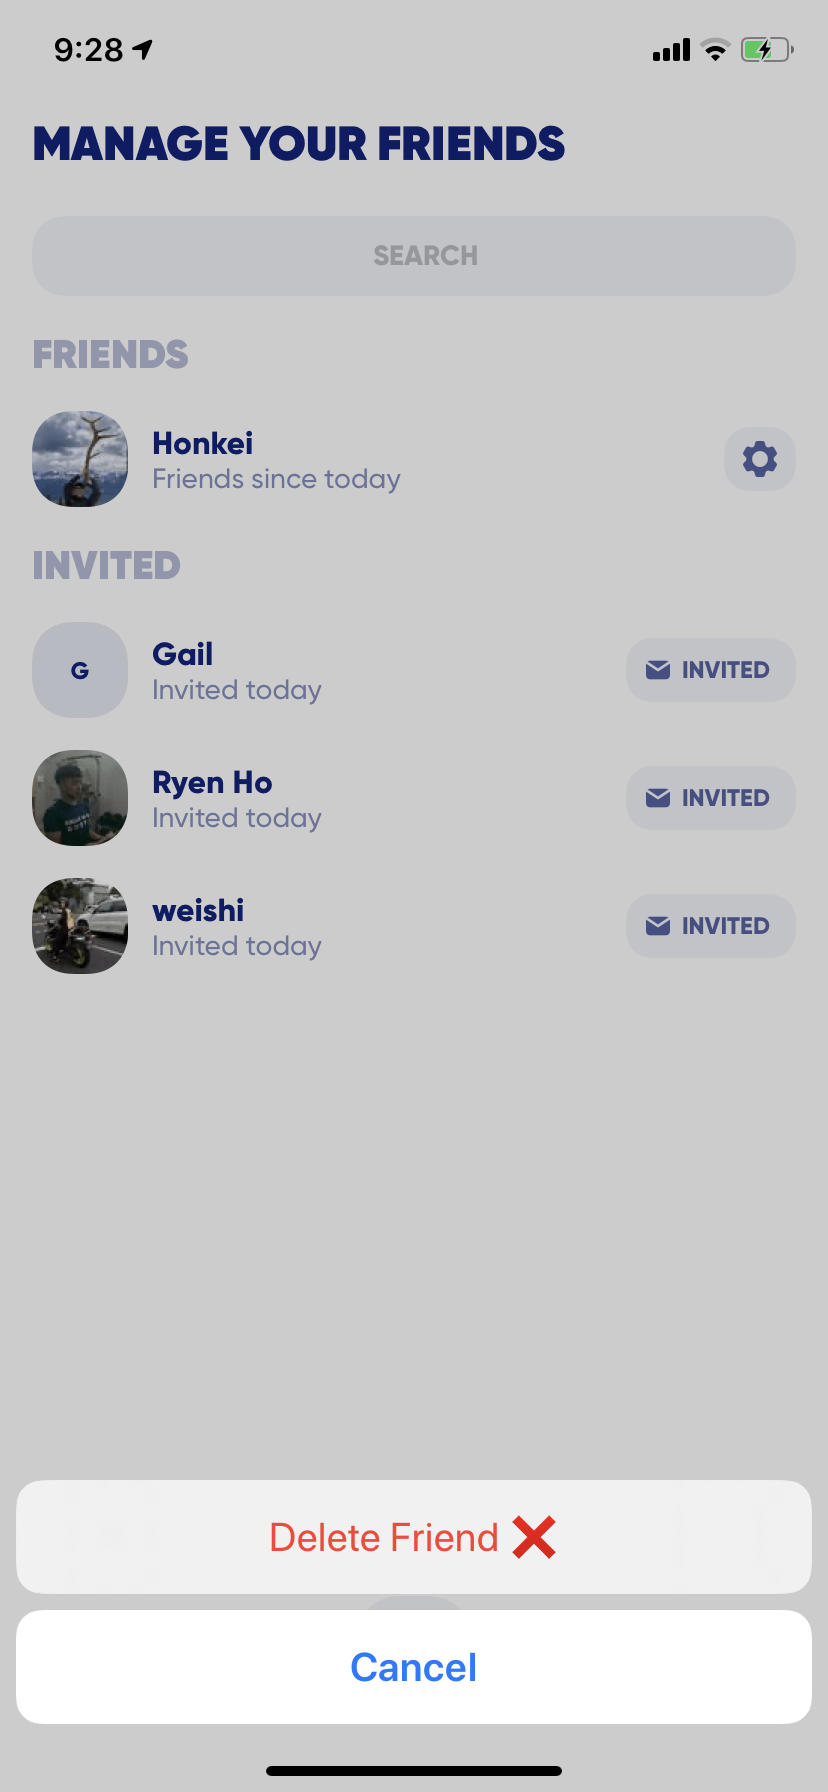 9:28
MANAGE YOUR FRIENDS
SEARCH
FRIENDS
Honkei
Friends since today
INVITED
G
Gail
Invited today
INVITED
Ryen Ho
Invited today
INVITED
weishi
Invited today
INVITED
Delete Friend ❌
Cancel